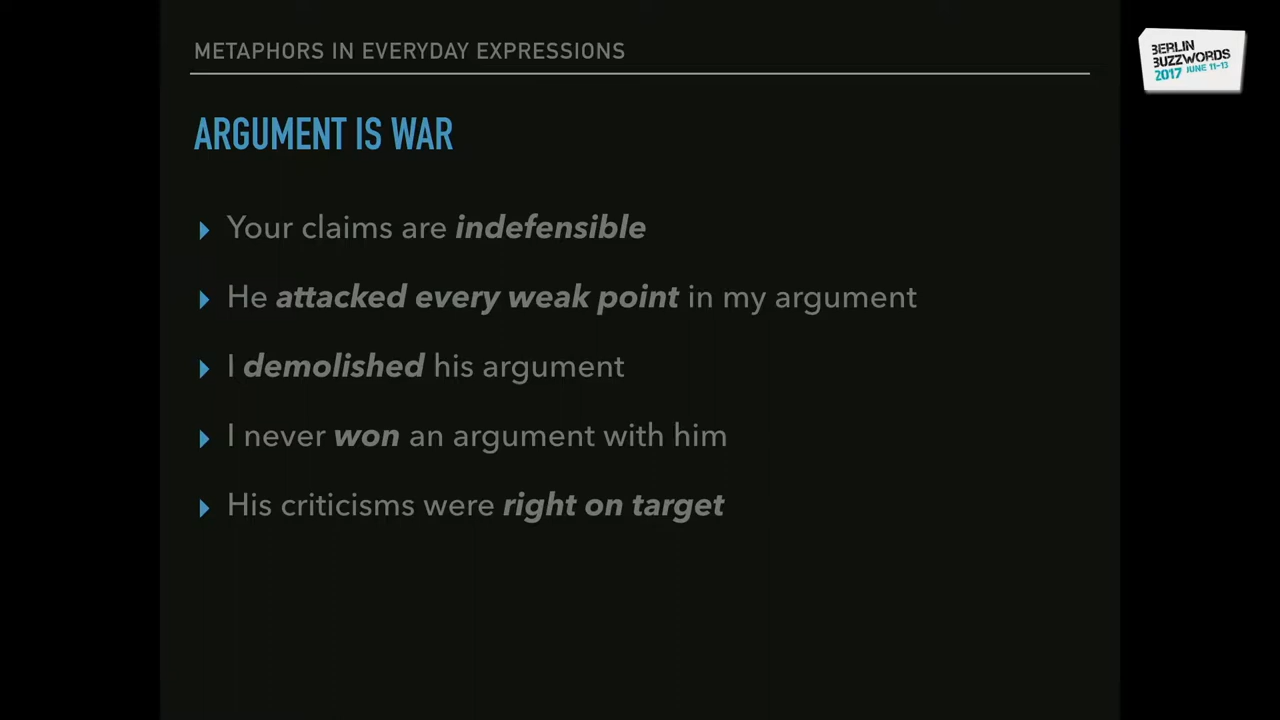 METAPHORS IN EVERYDAY EXPRESSIONS
BERLIN
BUZZWORDS
2017 JUNE 11-13
ARGUMENT IS WAR
Your claims are indefensible
He attacked every weak point in my argument
I demolished his argument
I never won an argument with him
His criticisms were right on target